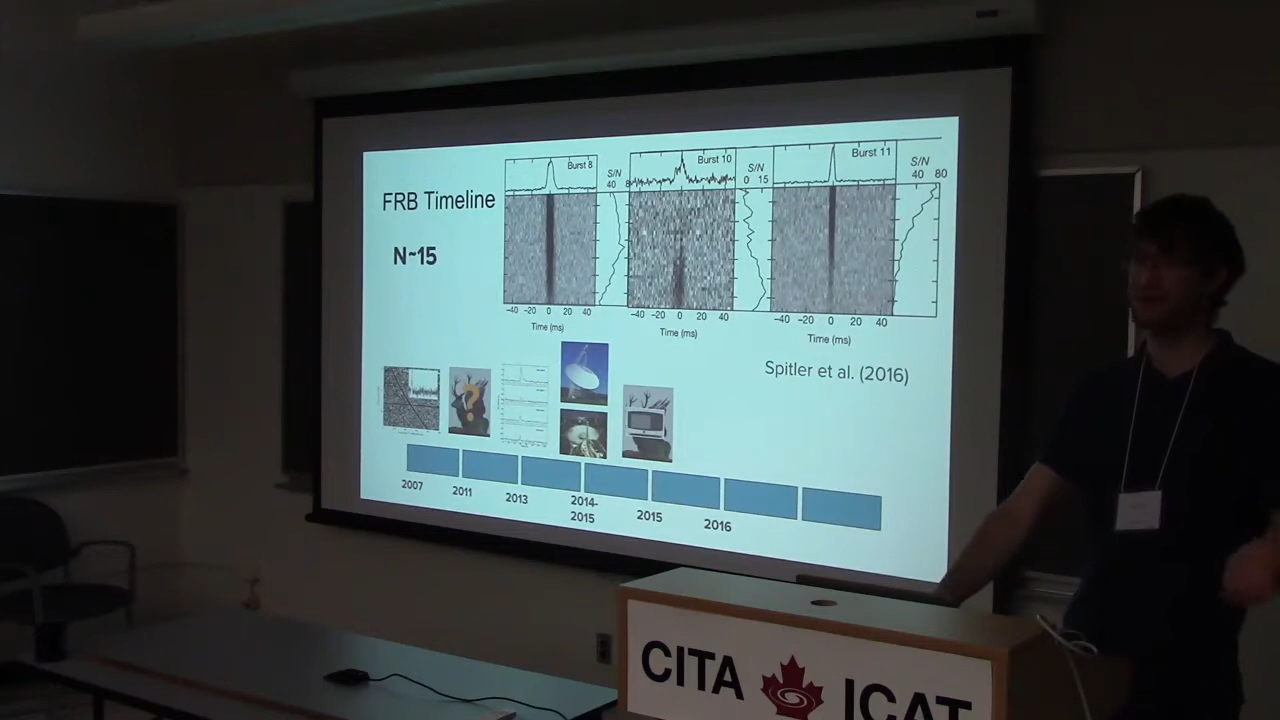 FRB Timeline
N~15
Burst 8
S/N
40 8
Burst 10
S/N
0 15
Burst 11
S/N
40 80
−40 −20 0 20 40
Time (ms)
−40 −20 0 20 40
Time (ms)
−40 −20 0 20 40
Time (ms)
Spitler et al. (2016)
?
2007
2011
2013
2014-
2015
2015
2016
CITA ICAT